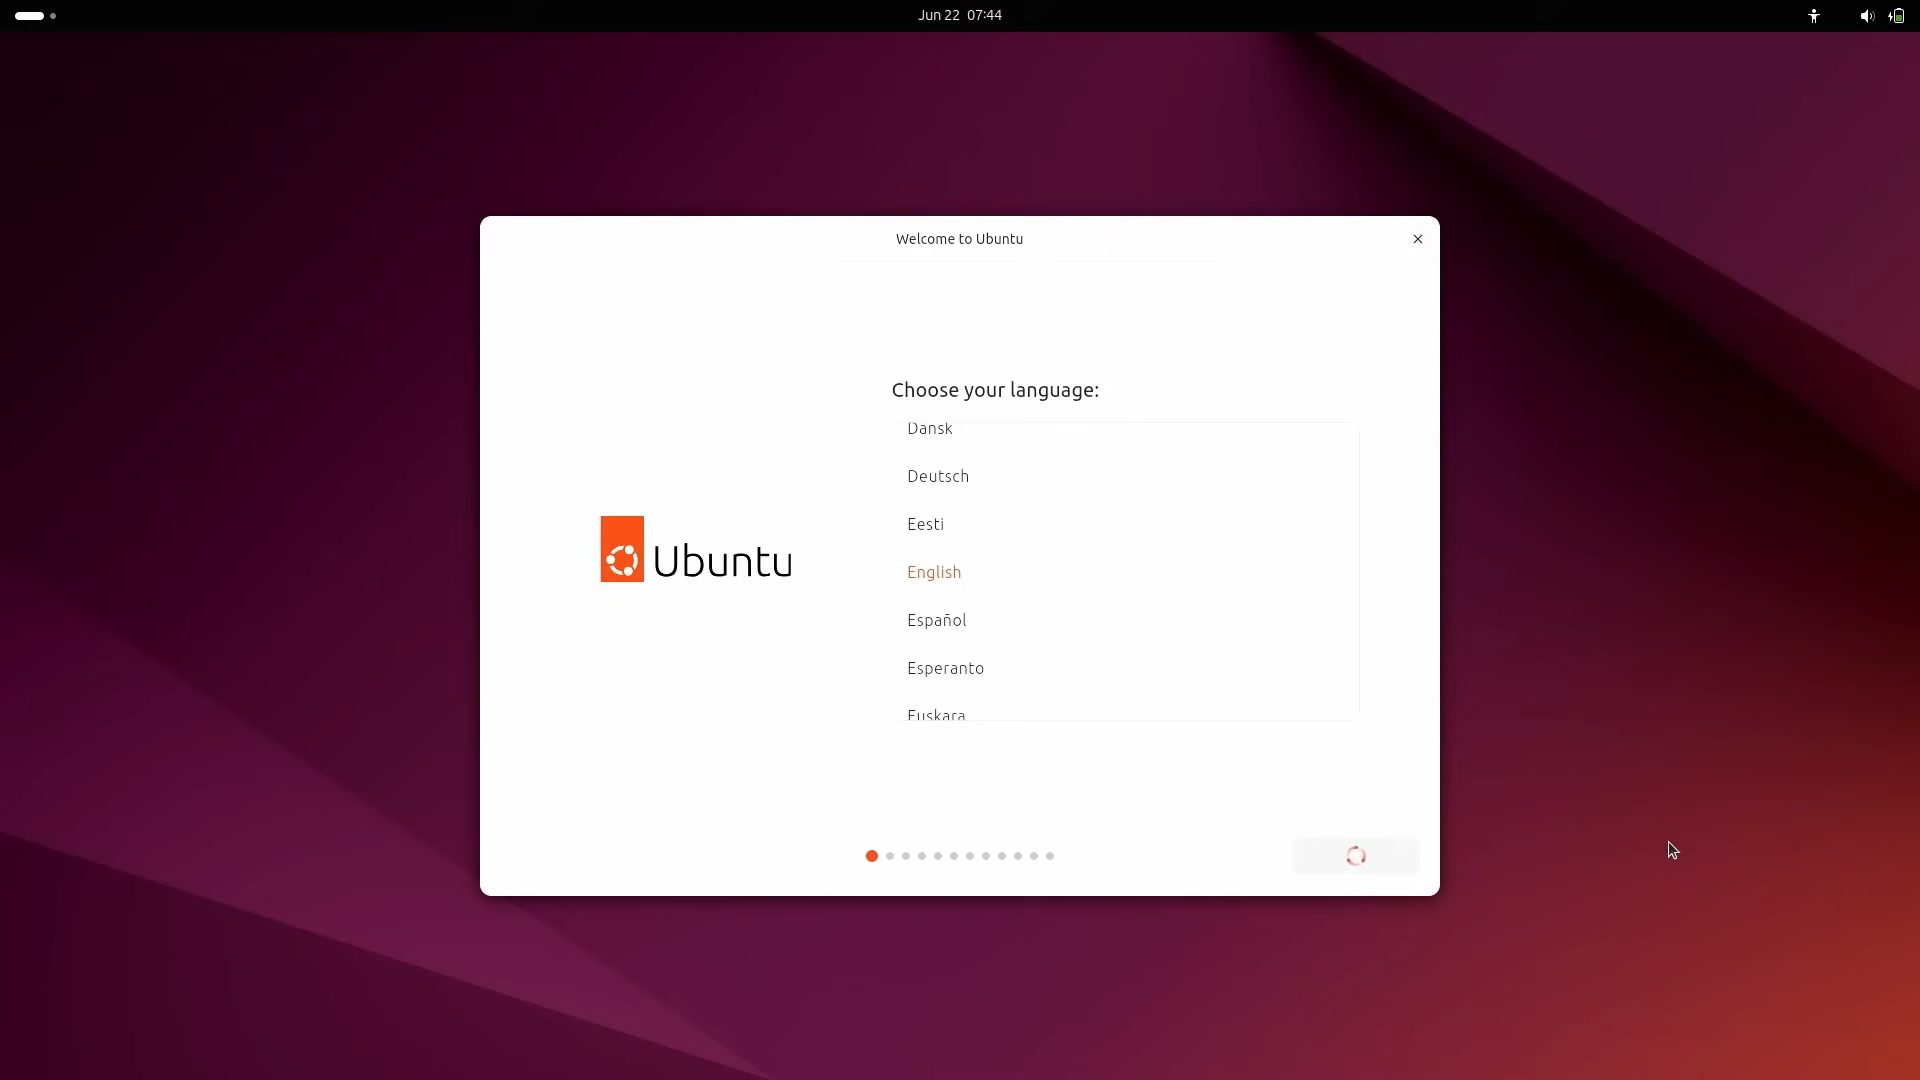 Jun 22 07:44
Welcome to Ubuntu
Choose your language:
Dansk
Deutsch
Eesti
English
Español
Esperanto
Euskara
Ubuntu